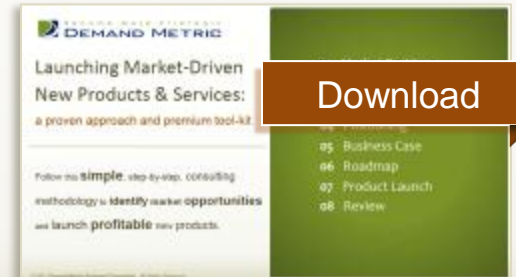 DEMAND METRIC
Launching Market-Driven
New Products & Services:
a proven approach and premium tool-kit
Follow this simple, step-by-step, consulting
methodology to identify market opportunities
and launch profitable new products.
Download
05 Business Case
06 Roadmap
07 Product Launch
08 Review